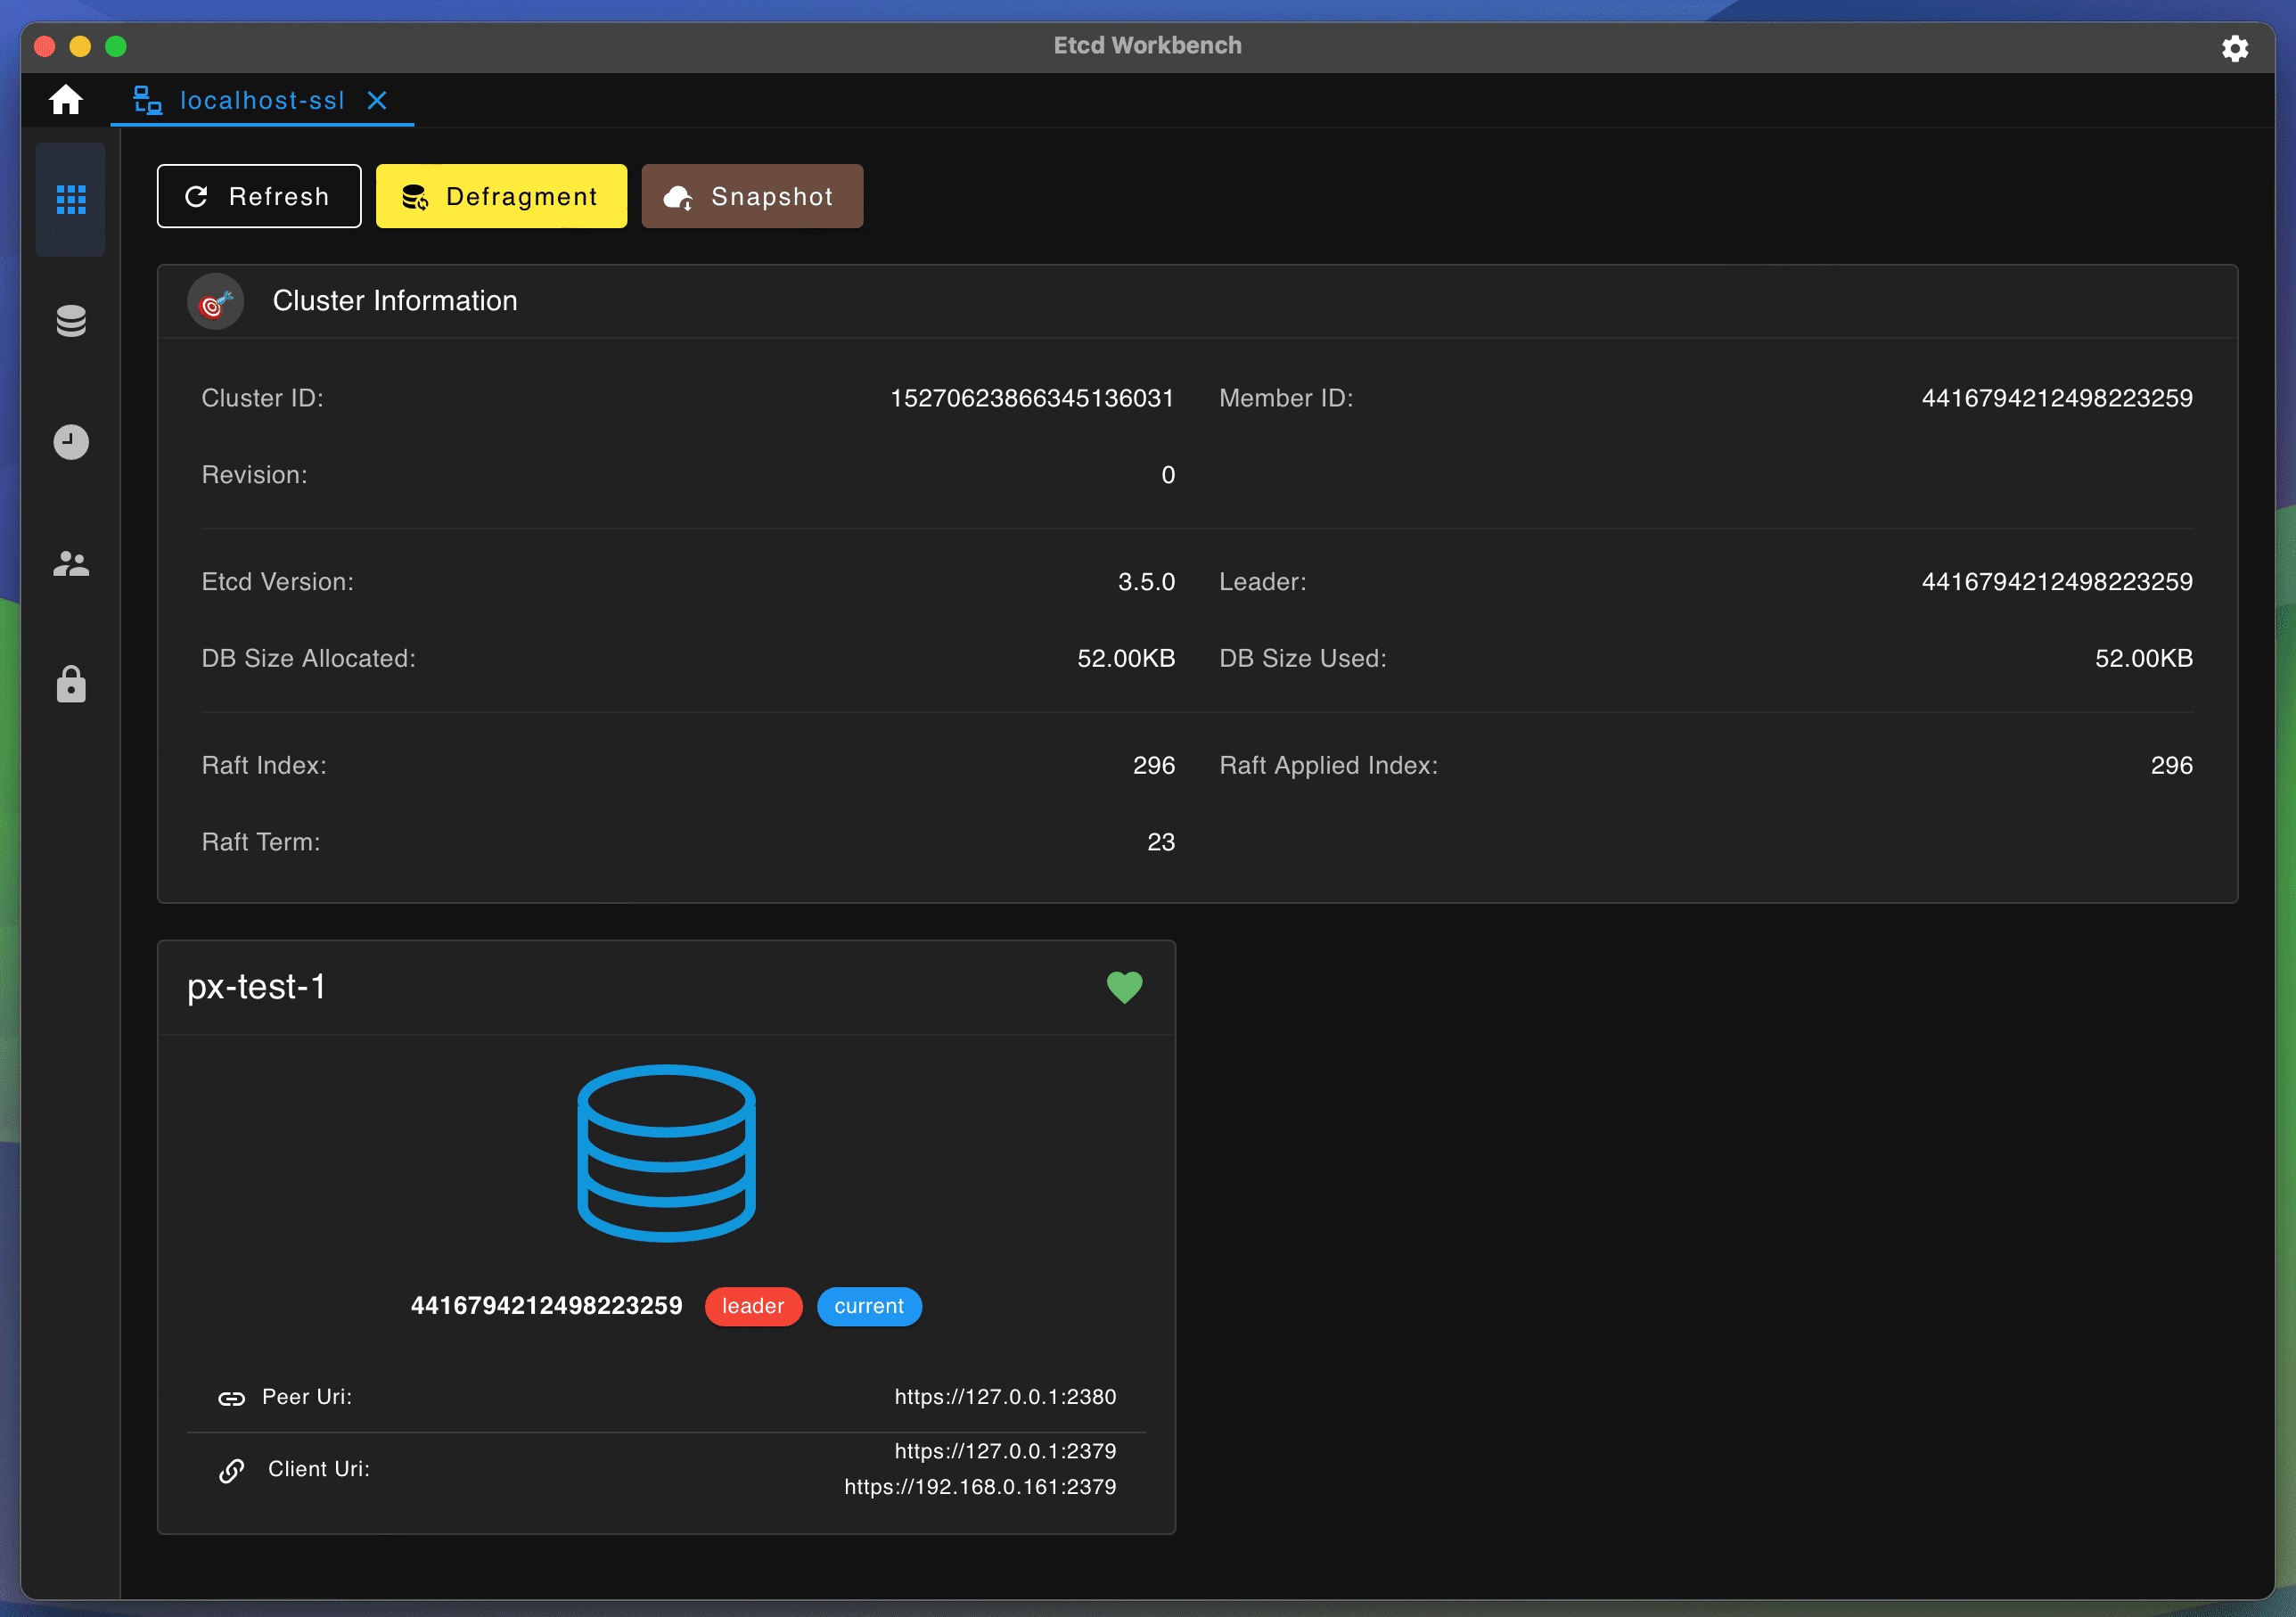 Etcd Workbench
localhost-ssl
Refresh Defragment Snapshot
Cluster Information
Cluster ID: 15270623866345136031 Member ID: 4416794212498223259
Revision: 0
Etcd Version: 3.5.0 Leader: 4416794212498223259
DB Size Allocated: 52.00KB DB Size Used: 52.00KB
Raft Index: 296 Raft Applied Index: 296
Raft Term: 23
px-test-1
4416794212498223259 leader current
Peer Uri: https://127.0.0.1:2380
Client Uri: https://127.0.0.1:2379
https://192.168.0.161:2379